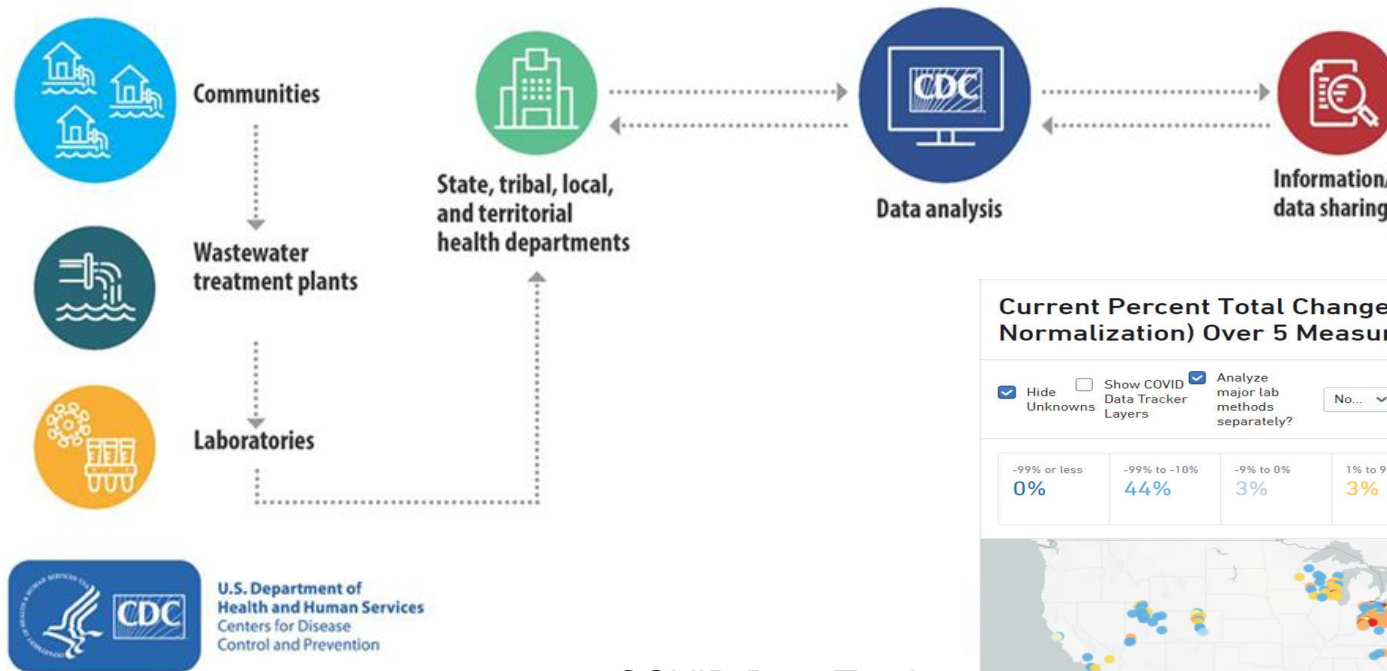 Communities
Wastewater
treatment plants
Laboratories
State, tribal, local,
and territorial
health departments
CDC
Data analysis
Information/
data sharing
CDC
U.S. Department of
Health and Human Services
Centers for Disease
Control and Prevention
Current Percent Total Change
Normalization) Over 5
Hide
Unknowns
Show COVID
Data Tracker
Layers
Analyze
major lab
methods
separately?
No...
-99% or less
0%
-99% to -10%
44%
-9% to 0%
3%
1% to
3%